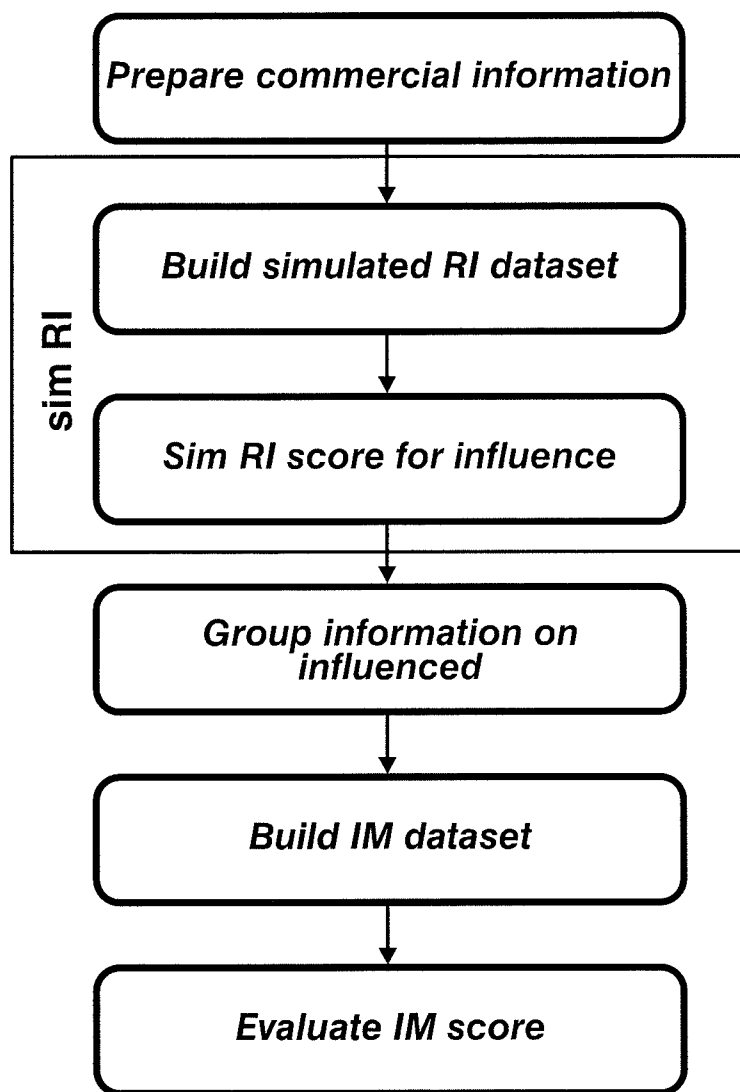 Prepare commercial information
Build simulated RI dataset
sim RI
Sim RI score for influence
Group information on
influenced
Build IM dataset
Evaluate IM score